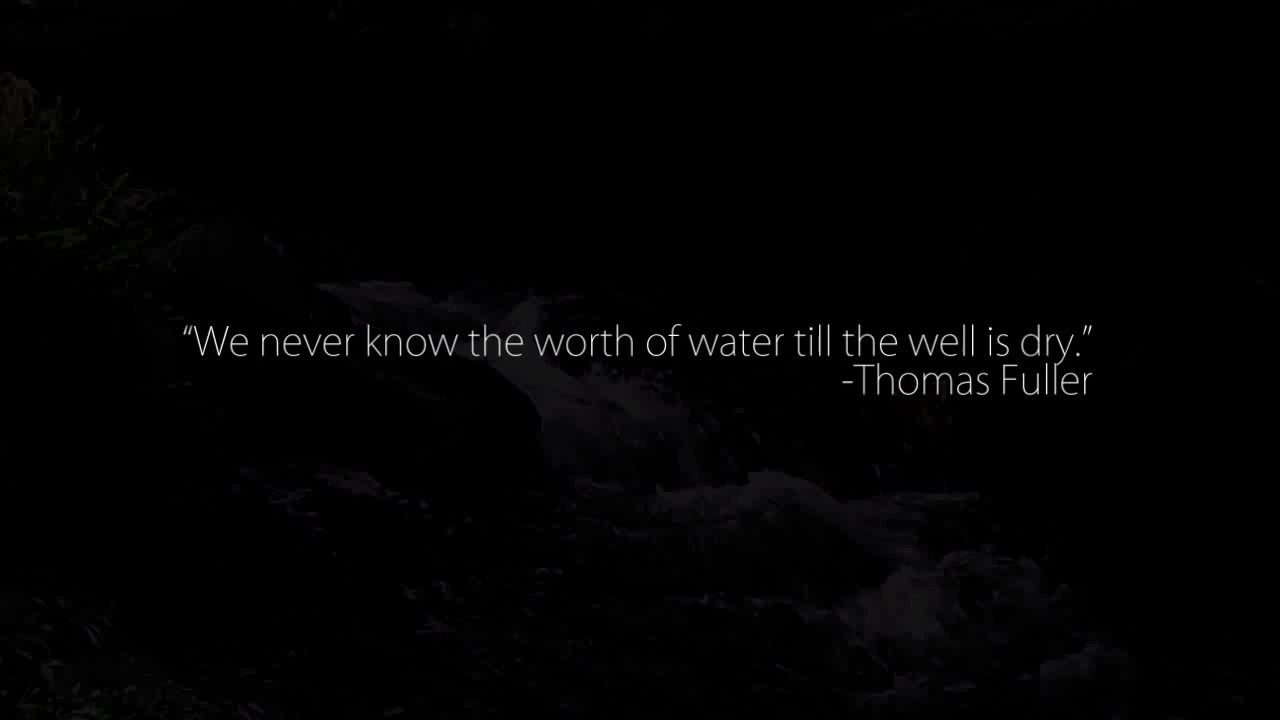 “We never know the worth of water till the well is dry.”
-Thomas Fuller